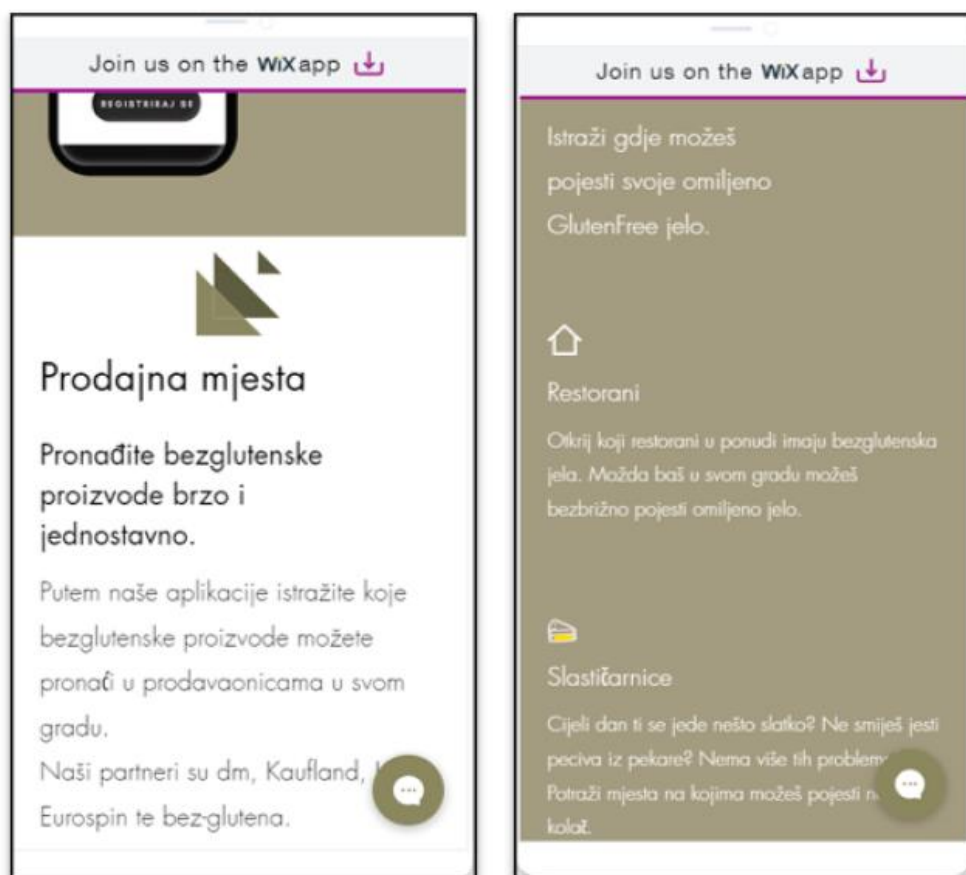 Join us on the WiX app
REGISTRIRAJ SE
Prodajna mjesta
Pronađite bezglutenske
proizvode brzo i
jednostavno.
Putem naše aplikacije istražite koje
bezglutenske proizvode možete
pronaći u prodavaonicama u svom
gradu.
Naši partneri su dm, Kaufland,
Eurospin te bez-glutena.
Join us on the WiX app
Istraži gdje možeš
pojesti svoje omiljeno
GlutenFree jelo.
Restorani
Otkrij koji restorani u ponudi imaju bezglutenska
jela. Možda baš u svom gradu možeš
bezbrižno pojesti omiljeno jelo.
Slastičarnice
Cijeli dan ti se jede nešto slatko? Ne smiješ jesti
peciva iz pekare? Nema više tih
Potraži mjesta na kojima možeš pojesti
kolač.